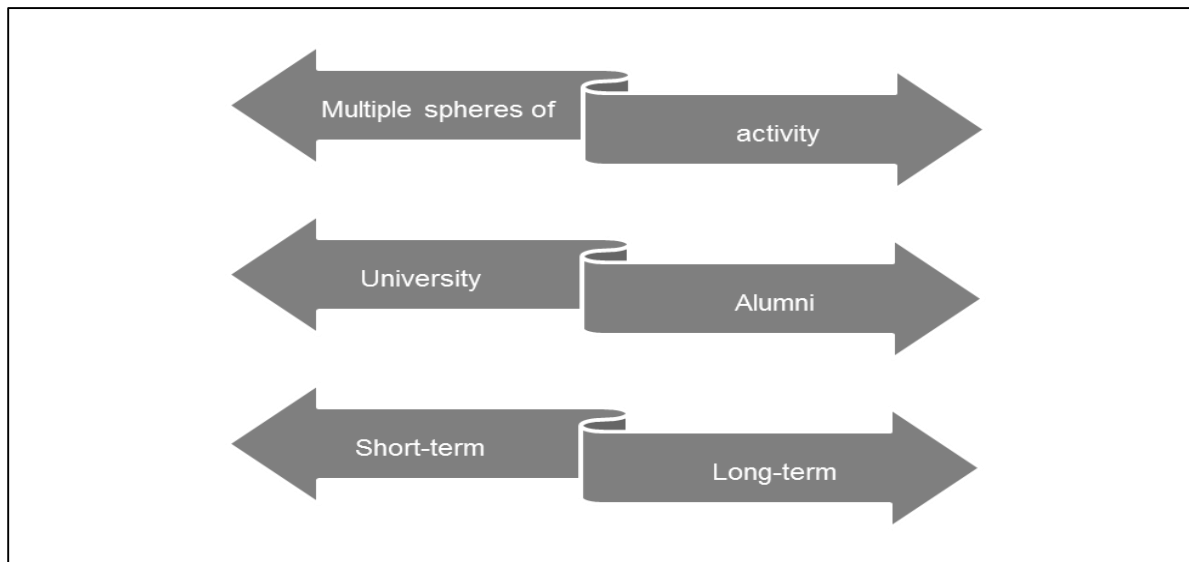 Multiple spheres of
activity
University
Alumni
Short-term
Long-term